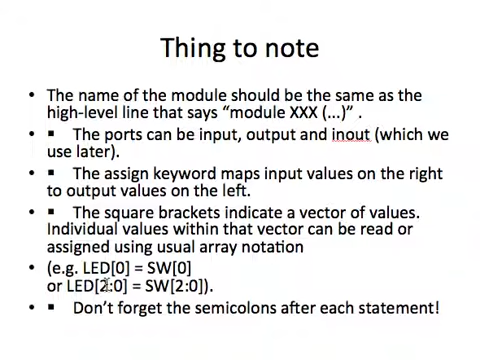 Thing to note
• The name of the module should be the same as the
high-level line that says “module XXX (...)” .
• ▪ The ports can be input, output and inout (which we
use later).
• ▪ The assign keyword maps input values on the right
to output values on the left.
• ▪ The square brackets indicate a vector of values.
Individual values within that vector can be read or
assigned using usual array notation
• (e.g. LED[0] = SW[0]
or LED[2:0] = SW[2:0]).
• ▪ Don’t forget the semicolons after each statement!